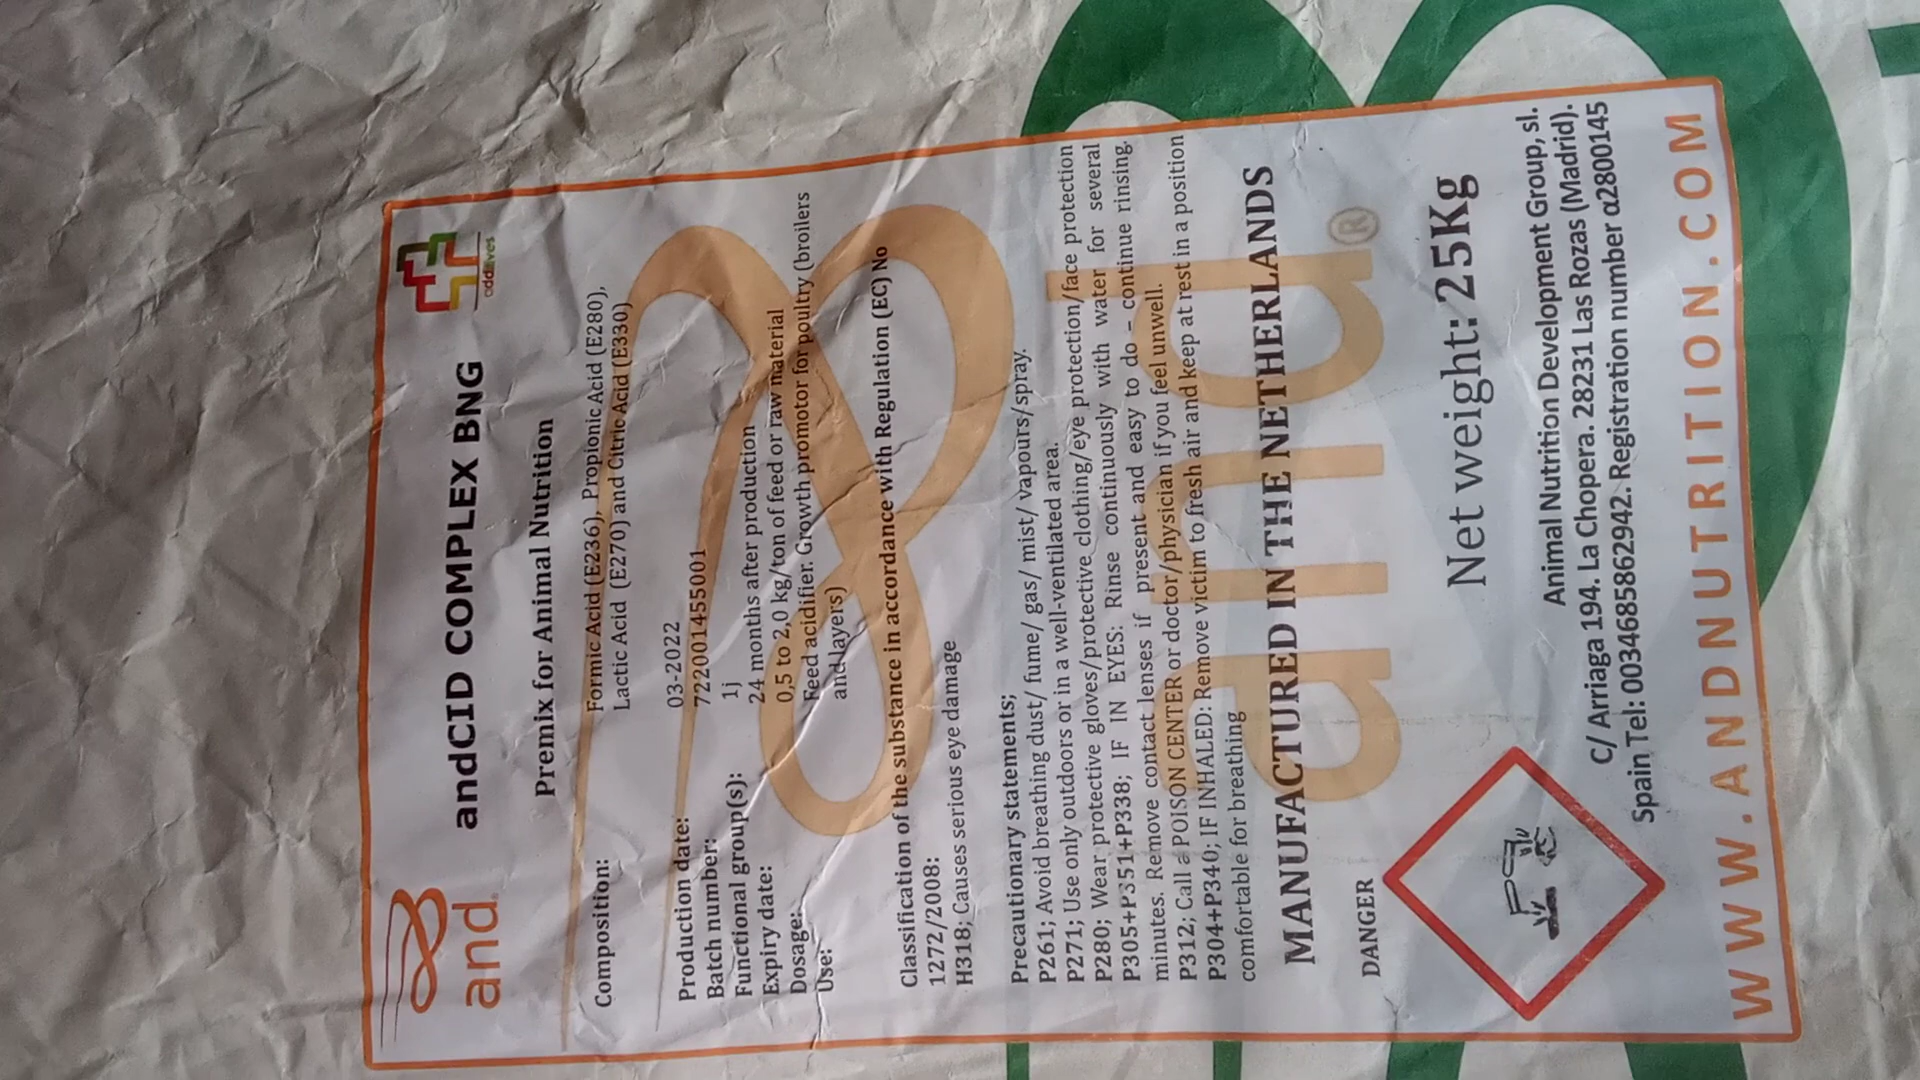 and
andCID COMPLEX BNG
additives
Premix for Animal Nutrition
Composition: Formic Acid (E236), Propionic Acid (E280),
Lactic Acid (E270) and Citric Acid (E330)
Production date: 03-2022
Batch number: 7220014550​01
Functional group(s): 1j
Expiry date: 24 months after production
Dosage: 0,5 to 2,0 kg/ton of feed or raw material
Use: Feed acidifier. Growth promotor for poultry (broilers
and layers)
Classification of the substance in accordance with Regulation (EC) No
1272/2008:
H318; Causes serious eye damage
Precautionary statements;
P261; Avoid breathing dust/ fume/ gas/ mist/ vapours/spray.
P271; Use only outdoors or in a well-ventilated area.
P280; Wear protective gloves/protective clothing/eye protection/face protection
P305+P351+P338; IF IN EYES: Rinse continuously with water for several
minutes. Remove contact lenses if present and easy to do – continue rinsing.
P312; Call a POISON CENTER or doctor/physician if you feel unwell.
P304+P340; IF INHALED: Remove victim to fresh air and keep at rest in a position
comfortable for breathing
and®
MANUFACTURED IN THE NETHERLANDS
DANGER
Net weight: 25Kg
Animal Nutrition Development Group, sl.
C/ Arriaga 194. La Chopera. 28231 Las Rozas (Madrid).
Spain Tel: 0034685862942. Registration number α2800145
WWW.ANDNUTRITION.COM